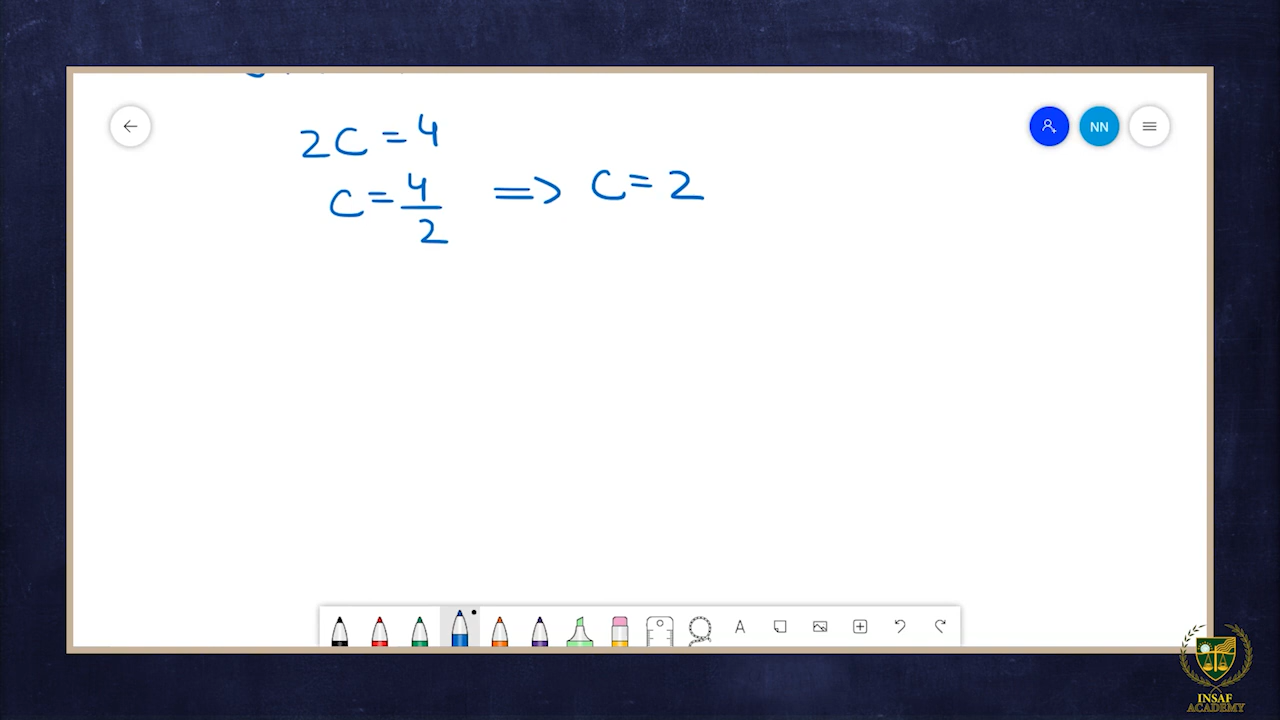 NN
2C = 4
C = 4/2 => C = 2
A
INSAF
ACADEMY